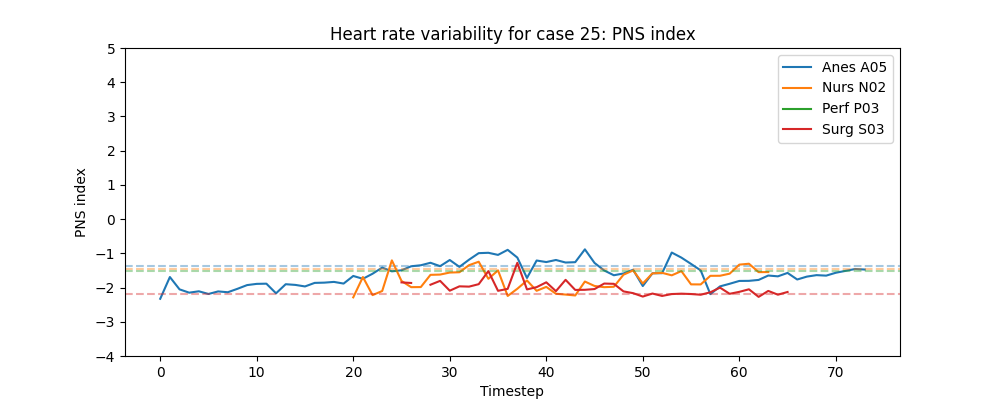 Heart rate variability for case 25: PNS index
5
4
3
2
1
0
−1
−2
−3
−4
PNS index
Anes A05
Nurs N02
Perf P03
Surg S03
0 10 20 30 40 50 60 70
Timestep